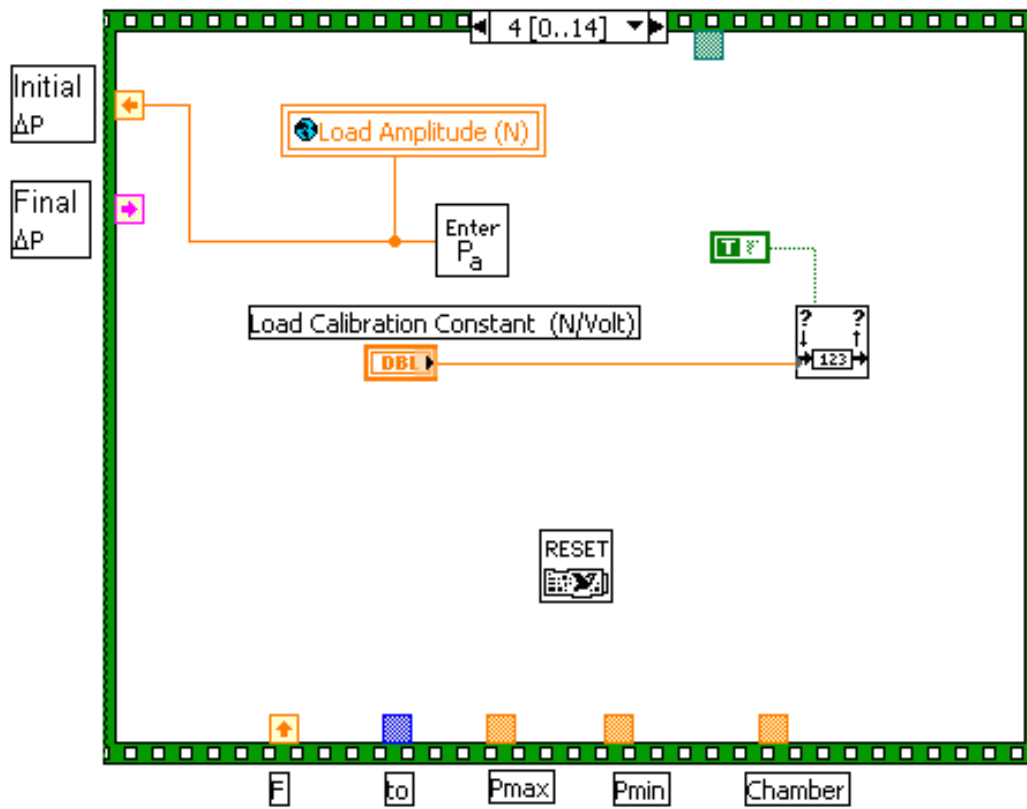 4 [0..14]
Initial
ΔP
Load Amplitude (N)
Final
ΔP
Enter
Pa
T
Load Calibration Constant (N/Volt)
? ?
DBL
123
RESET
F
to
Pmax
Pmin
Chamber